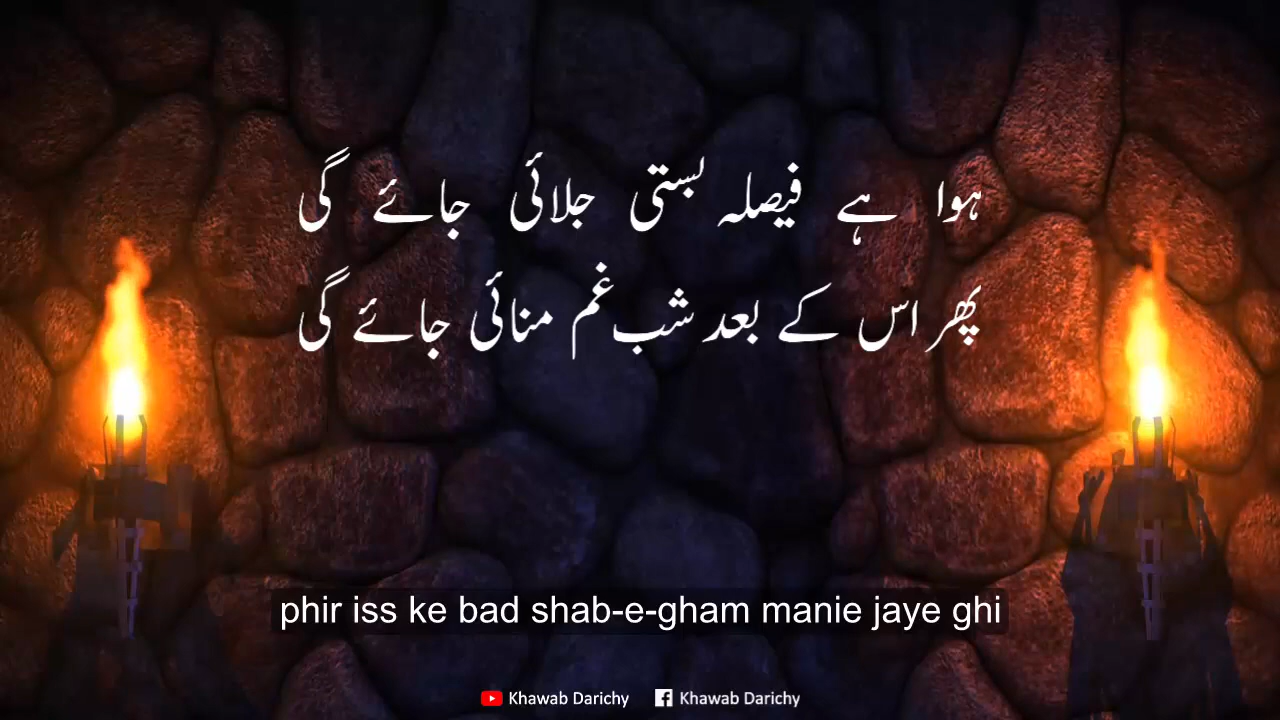 ہوا ہے فیصلہ بستی جلائی جائے گی
پھر اس کے بعد شب غم منائی جائے گی
phir iss ke bad shab-e-gham manie jaye ghi
Khawab Darichy Khawab Darichy